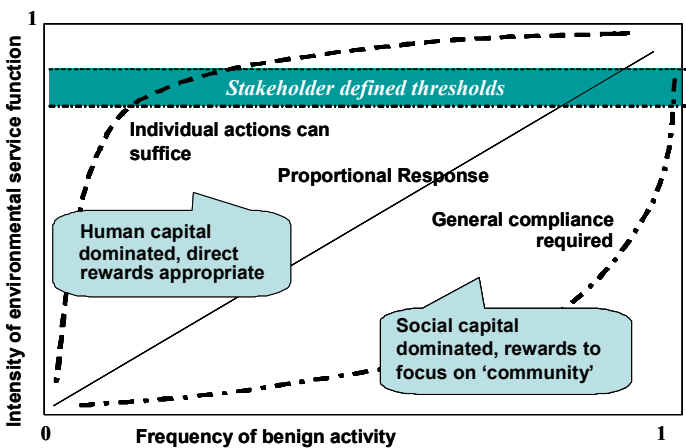 1
Intensity of environmental service function
Stakeholder defined thresholds
Individual actions can
suffice
Proportional Response
General compliance
required
Human capital
dominated, direct
rewards appropriate
Social capital
dominated, rewards to
focus on ‘community’
0
Frequency of benign activity
1